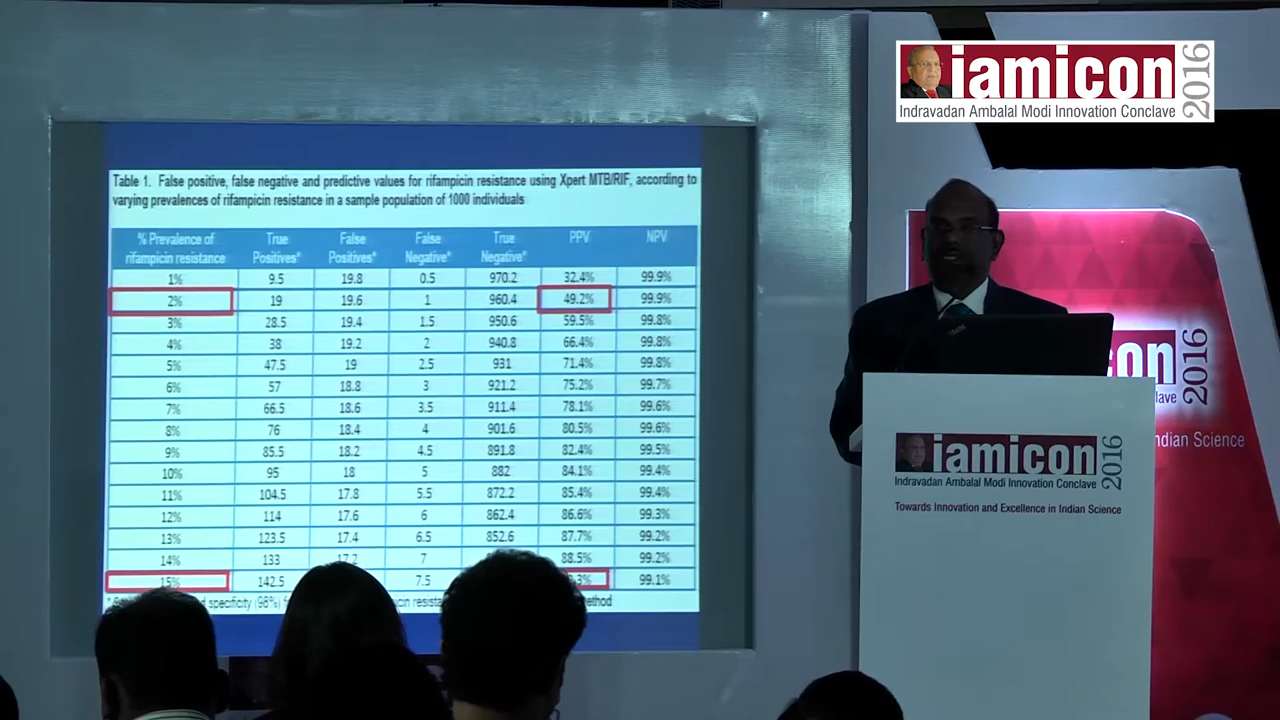 iamicon 2016
Indravadan Ambalal Modi Innovation Conclave
Table 1. False positive, false negative and predictive values for rifampicin resistance using Xpert MTB/RIF, according to
varying prevalences of rifampicin resistance in a sample population of 1000 individuals
% Prevalence of rifampicin resistance True Positives* False Positives* False Negative* True Negative* PPV NPV
1% 9.5 19.8 0.5 970.2 32.4% 99.9%
2% 19 19.6 1 960.4 49.2% 99.9%
3% 28.5 19.4 1.5 950.6 59.5% 99.8%
4% 38 19.2 2 940.8 66.4% 99.8%
5% 47.5 19 2.5 931 71.4% 99.8%
6% 57 18.8 3 921.2 75.2% 99.7%
7% 66.5 18.6 3.5 911.4 78.1% 99.6%
8% 76 18.4 4 901.6 80.5% 99.6%
9% 85.5 18.2 4.5 891.8 82.4% 99.5%
10% 95 18 5 882 84.1% 99.4%
11% 104.5 17.8 5.5 872.2 85.4% 99.4%
12% 114 17.6 6 862.4 86.6% 99.3%
13% 123.5 17.4 6.5 852.6 87.7% 99.2%
14% 133 17.2 7 88.5% 99.2%
15% 142.5 7.5 99.1%
specificity (98%)
con 2016
Indian Science
iamicon 2016
Indravadan Ambalal Modi Innovation Conclave
Towards Innovation and Excellence in Indian Science